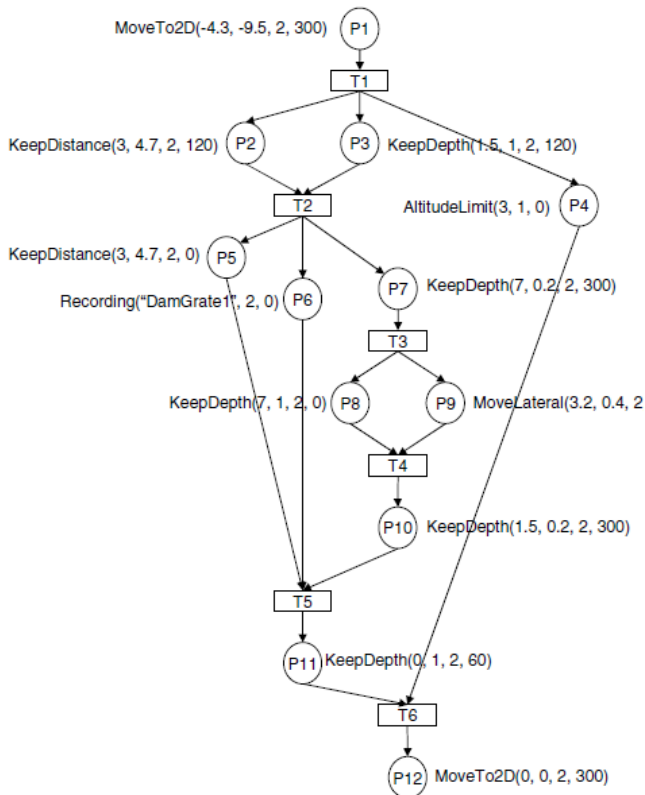 MoveTo2D(-4.3, -9.5, 2, 300) P1
T1
KeepDistance(3, 4.7, 2, 120) P2 P3 KeepDepth(1.5, 1, 2, 120)
T2 AltitudeLimit(3, 1, 0) P4
KeepDistance(3, 4.7, 2, 0) P5
Recording("DamGrate1", 2, 0) P6 P7 KeepDepth(7, 0.2, 2, 300)
T3
KeepDepth(7, 1, 2, 0) P8 P9 MoveLateral(3.2, 0.4, 2
T4
P10 KeepDepth(1.5, 0.2, 2, 300)
T5
P11 KeepDepth(0, 1, 2, 60)
T6
P12 MoveTo2D(0, 0, 2, 300)